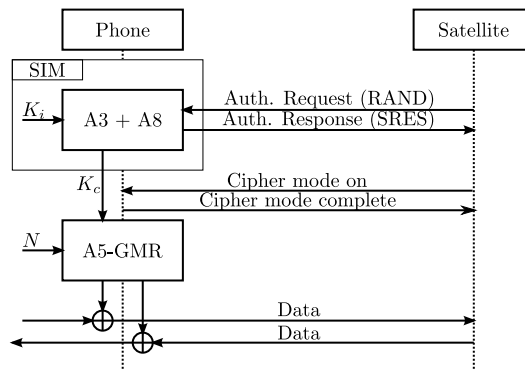 Phone
Satellite
SIM
K_i
A3 + A8
Auth. Request (RAND)
Auth. Response (SRES)
K_c
Cipher mode on
Cipher mode complete
N
A5-GMR
Data
Data